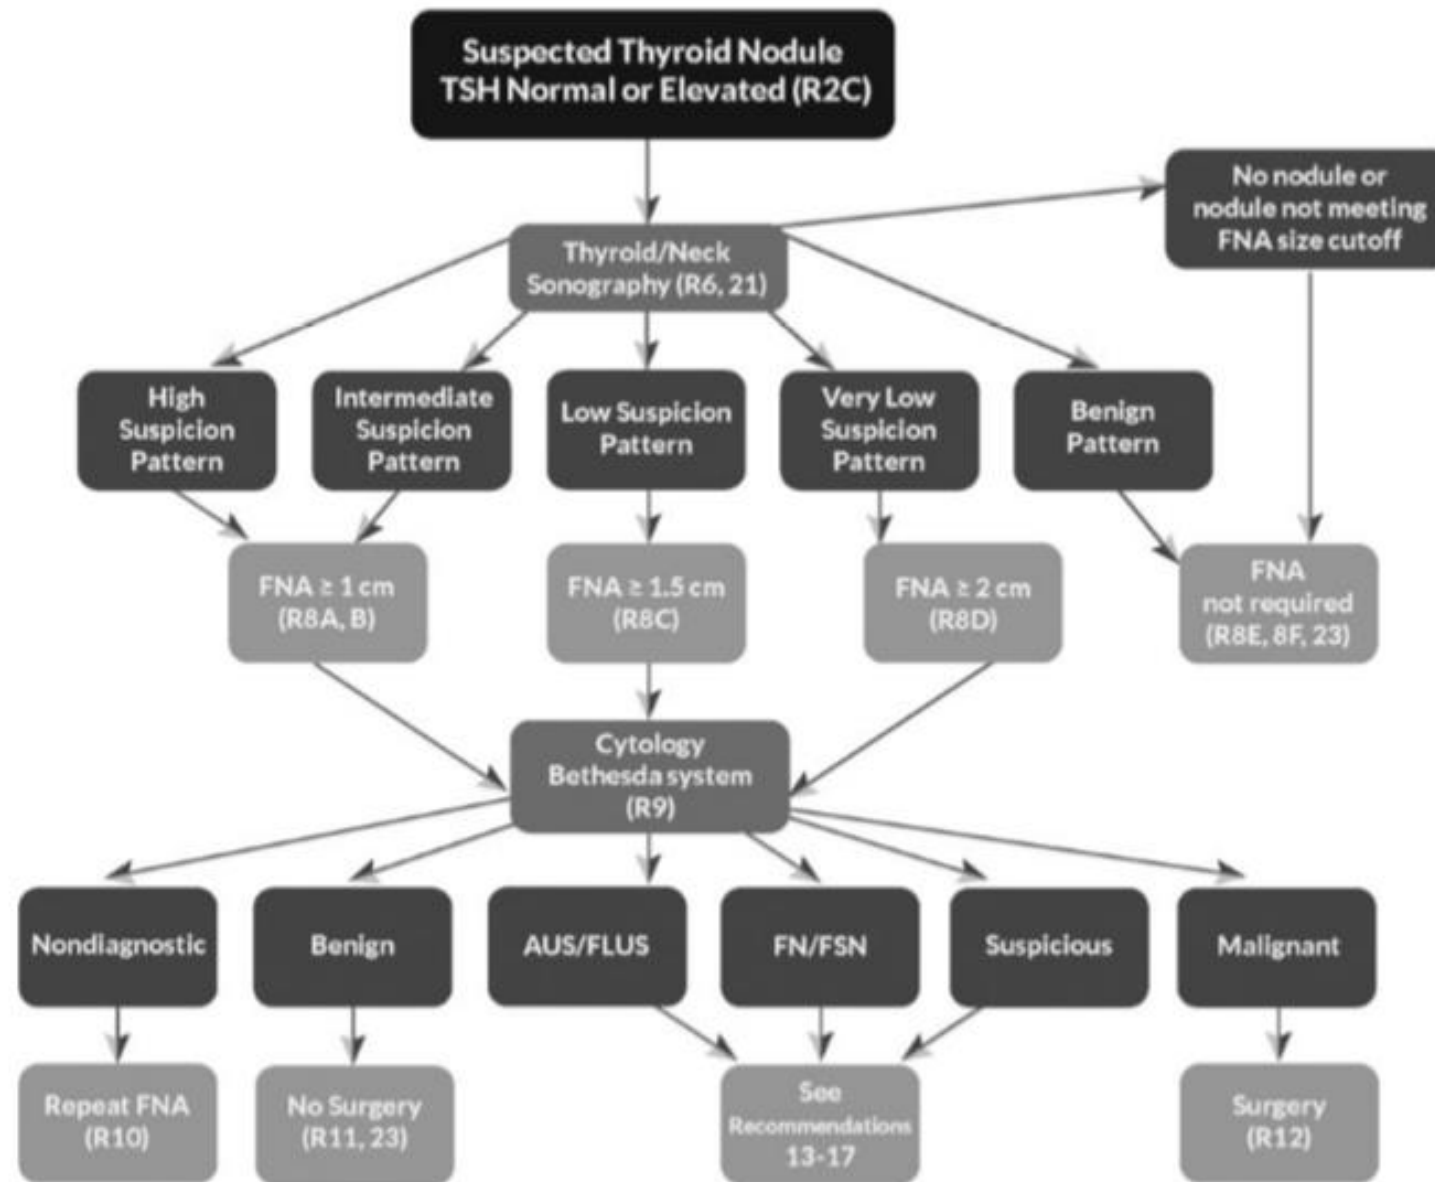 Suspected Thyroid Nodule
TSH Normal or Elevated (R2C)
No nodule or
nodule not meeting
FNA size cutoff
Thyroid/Neck
Sonography (R6, 21)
High
Suspicion
Pattern
Intermediate
Suspicion
Pattern
Low Suspicion
Pattern
Very Low
Suspicion
Pattern
Benign
Pattern
FNA ≥ 1 cm
(R8A, B)
FNA ≥ 1.5 cm
(R8C)
FNA ≥ 2 cm
(R8D)
FNA
not required
(R8E, 8F, 23)
Cytology
Bethesda system
(R9)
Nondiagnostic
Benign
AUS/FLUS
FN/FSN
Suspicious
Malignant
Repeat FNA
(R10)
No Surgery
(R11, 23)
See
Recommendations
13-17
Surgery
(R12)